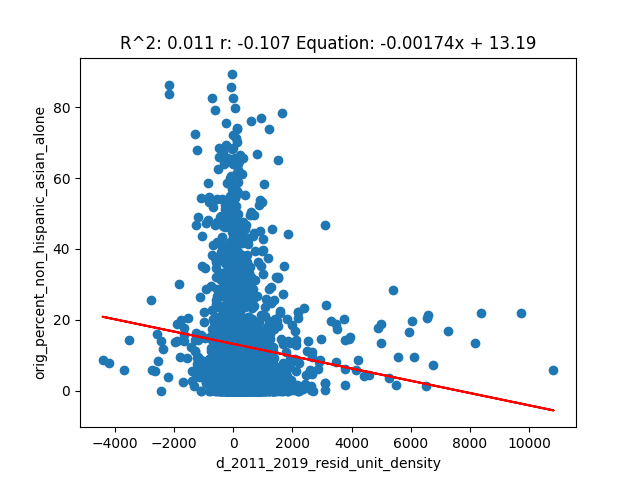 R^2: 0.011 r: -0.107 Equation: -0.00174x + 13.19
orig_percent_non_hispanic_asian_alone
80
60
40
20
0
−4000 −2000 0 2000 4000 6000 8000 10000
d_2011_2019_resid_unit_density